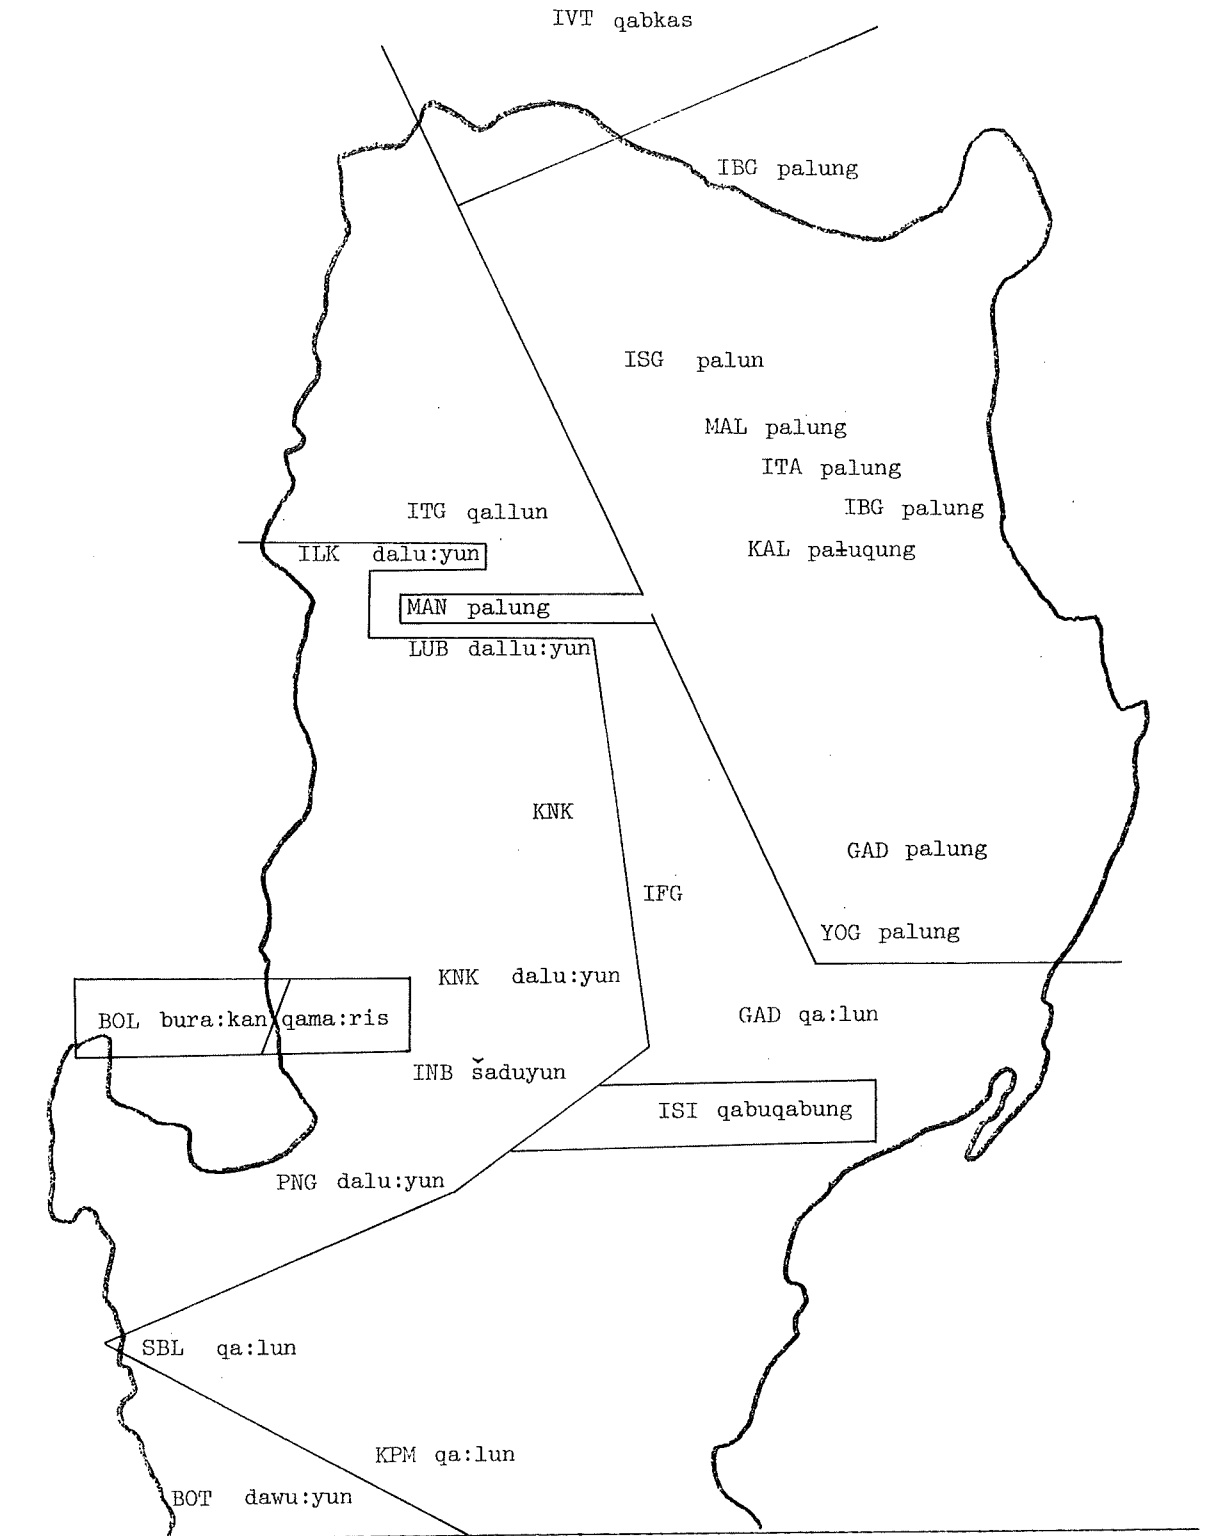 IVT qabkas
IBG palung
ISG palun
MAL palung
ITA palung
IBG palung
ITG qallun
KAL pałuqung
ILK dalu:yun
MAN palung
LUB dallu:yun
KNK
GAD palung
IFG
YOG palung
KNK dalu:yun
BOL bura:kan/qama:ris
GAD qa:lun
INB šaduyun
ISI qabuqabung
PNG dalu:yun
SBL qa:lun
KPM qa:lun
BOT dawu:yun